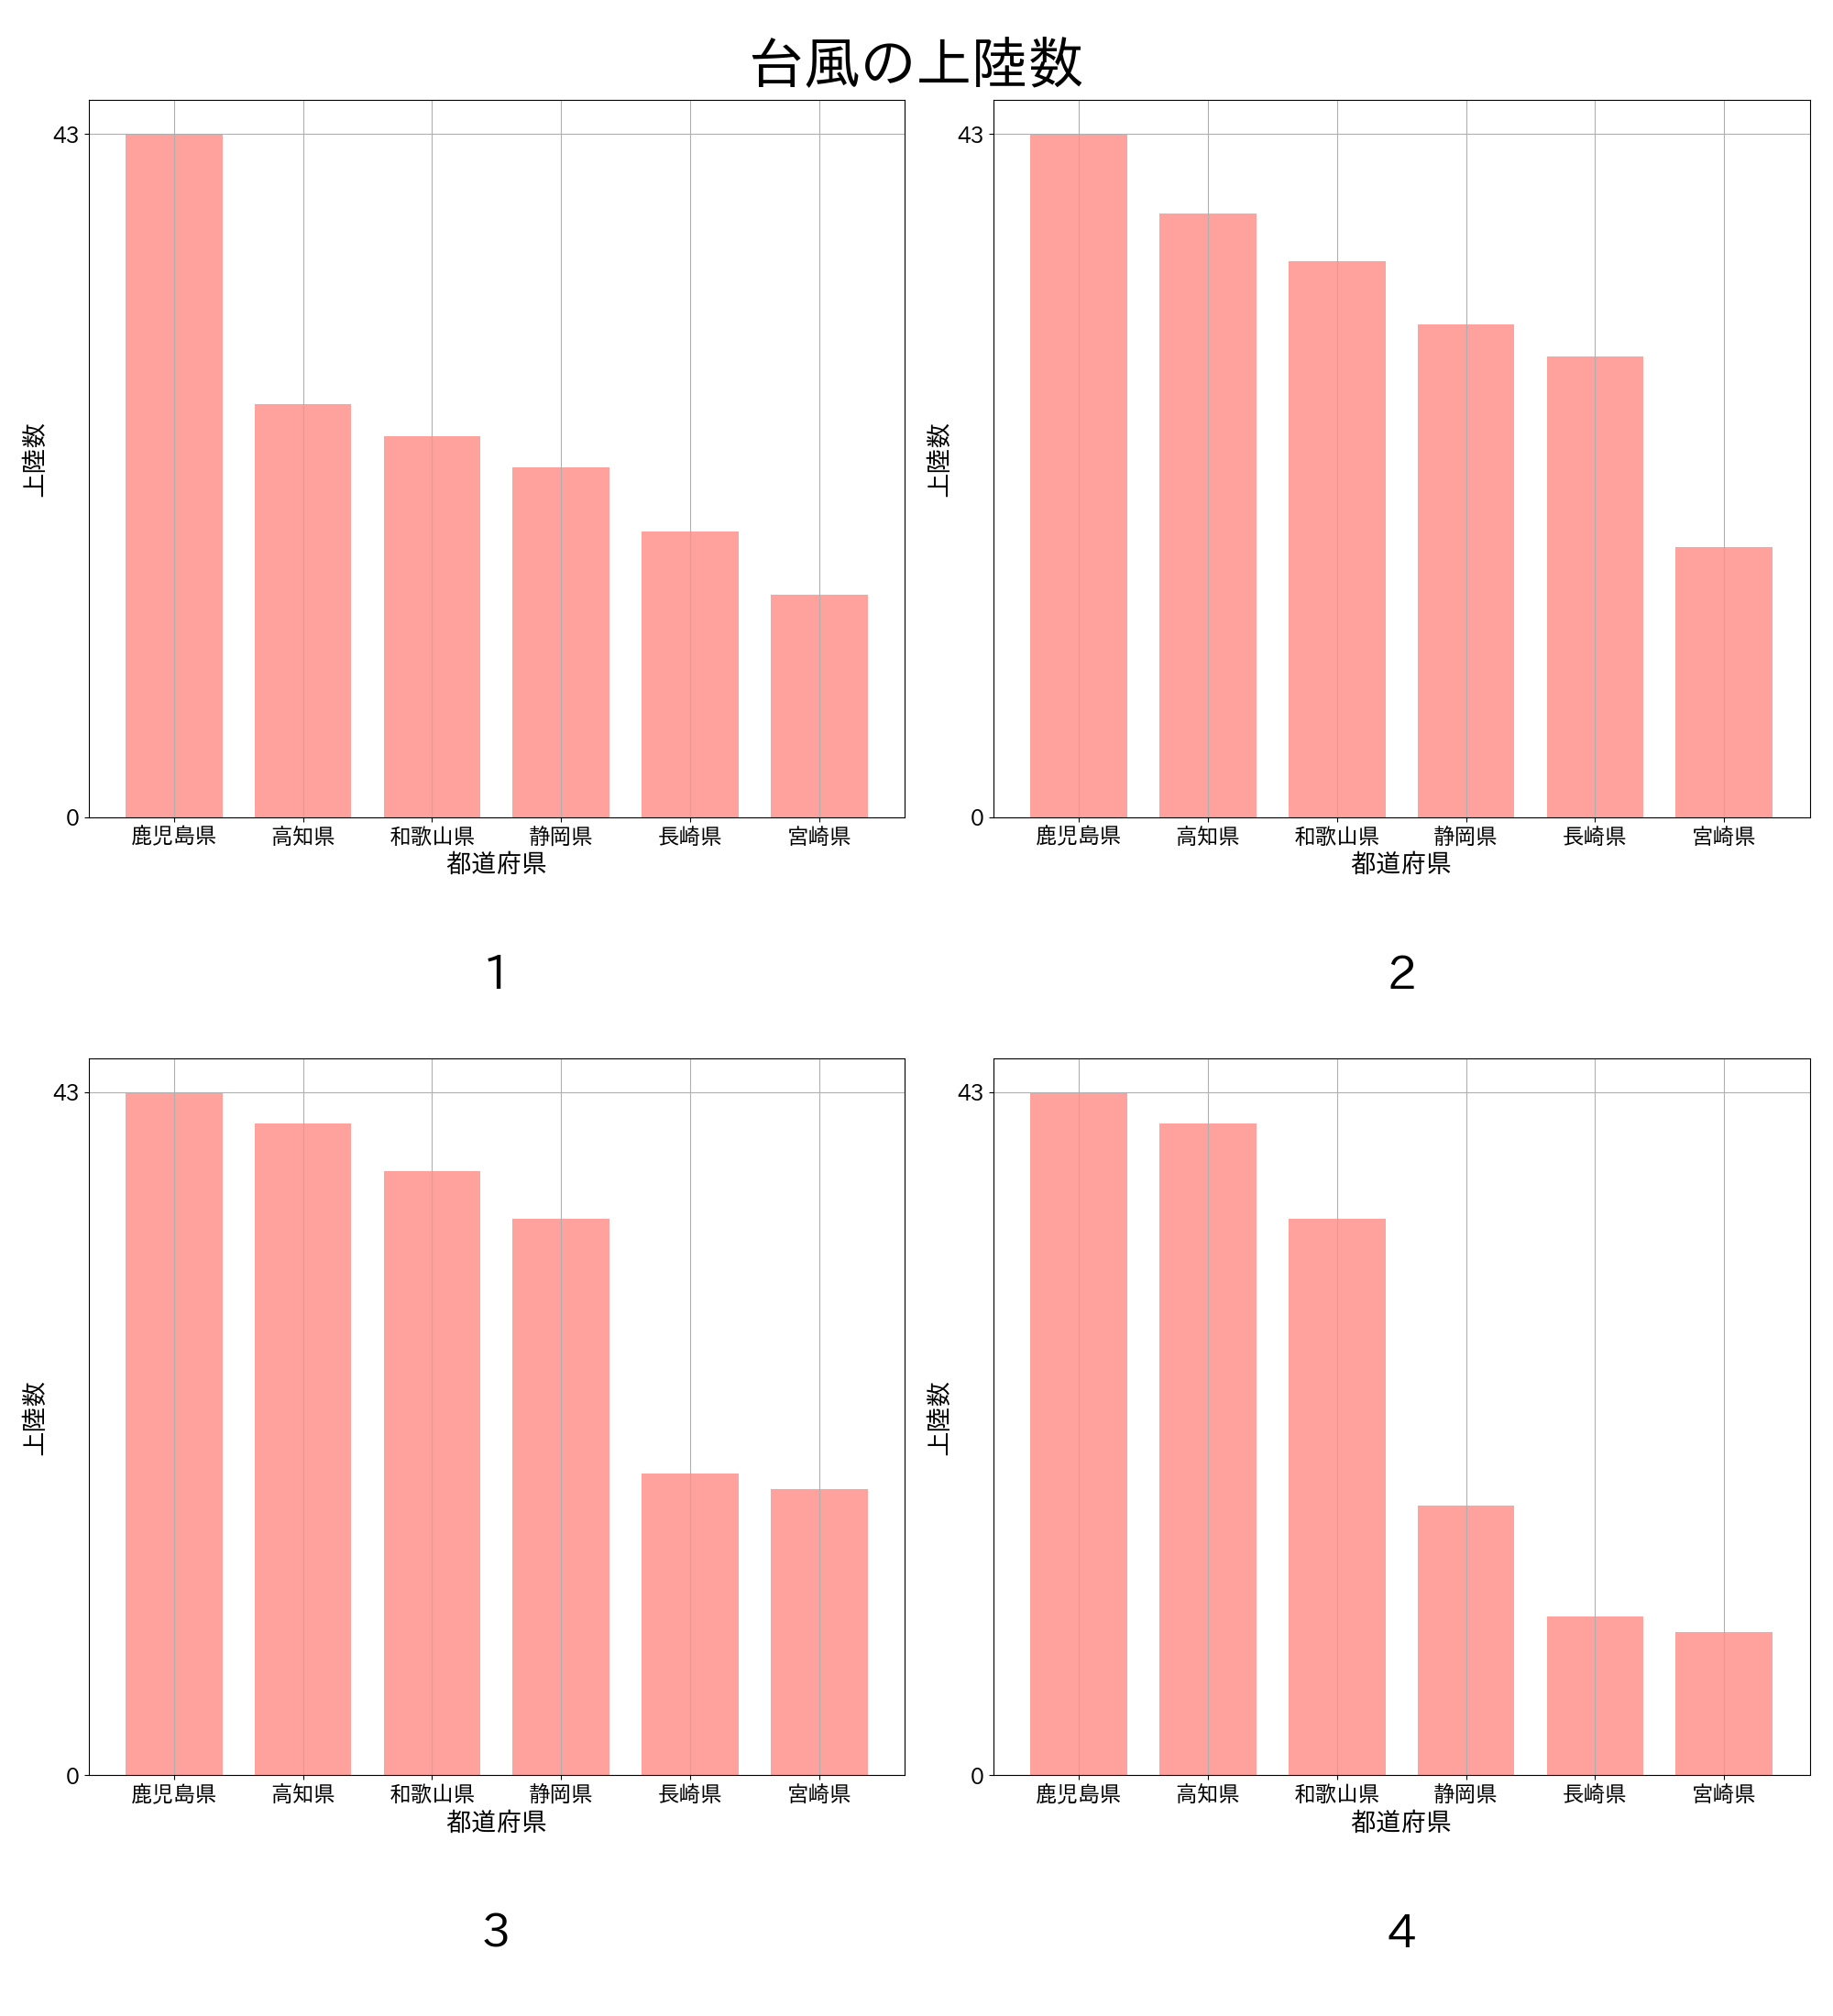 台風の上陸数
43
0
上陸数
鹿児島県 高知県 和歌山県 静岡県 長崎県 宮崎県
都道府県
1
43
0
上陸数
鹿児島県 高知県 和歌山県 静岡県 長崎県 宮崎県
都道府県
2
43
0
上陸数
鹿児島県 高知県 和歌山県 静岡県 長崎県 宮崎県
都道府県
3
43
0
上陸数
鹿児島県 高知県 和歌山県 静岡県 長崎県 宮崎県
都道府県
4